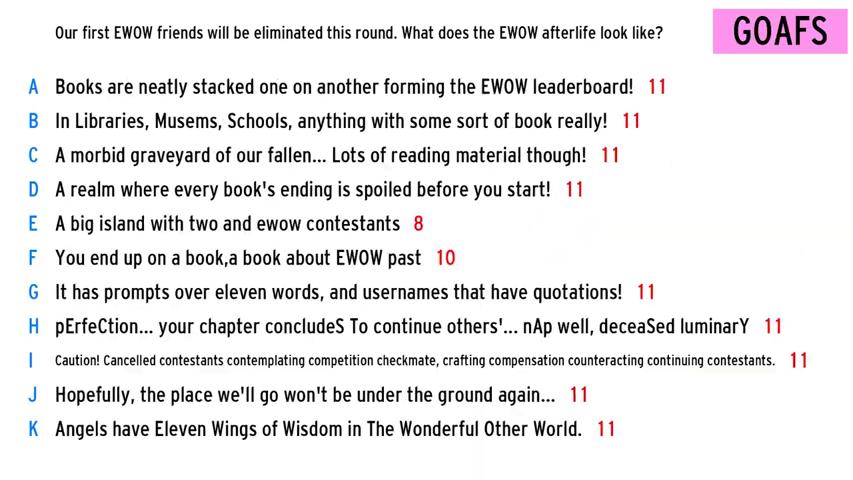 Our first EWOW friends will be eliminated this round. What does the EWOW afterlife look like?
GOAFS
A Books are neatly stacked one on another forming the EWOW leaderboard! 11
B In Libraries, Musems, Schools, anything with some sort of book really! 11
C A morbid graveyard of our fallen... Lots of reading material though! 11
D A realm where every book's ending is spoiled before you start! 11
E A big island with two and ewow contestants 8
F You end up on a book,a book about EWOW past 10
G It has prompts over eleven words, and usernames that have quotations! 11
H pErfeCtion... your chapter concludeS To continue others'... nAp well, deceaSed luminarY 11
I Caution! Cancelled contestants contemplating competition checkmate, crafting compensation counteracting continuing contestants. 11
J Hopefully, the place we'll go won't be under the ground again... 11
K Angels have Eleven Wings of Wisdom in The Wonderful Other World. 11